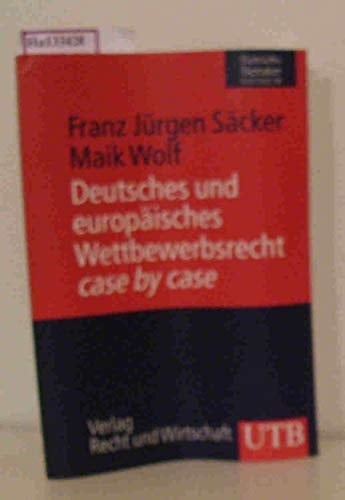 Franz Jürgen Säcker
Maik Wolf
Deutsches und
europäisches
Wettbewerbsrecht
case by case
Verlag
Recht und Wirtschaft
UTB